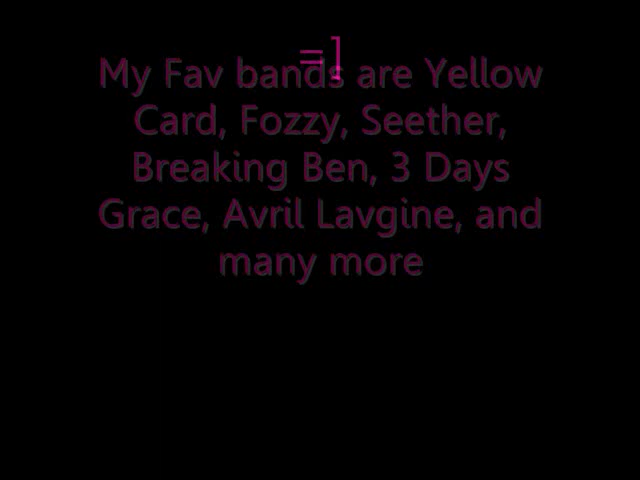 =]
My Fav bands are Yellow
Card, Fozzy, Seether,
Breaking Ben, 3 Days
Grace, Avril Lavgine, and
many more